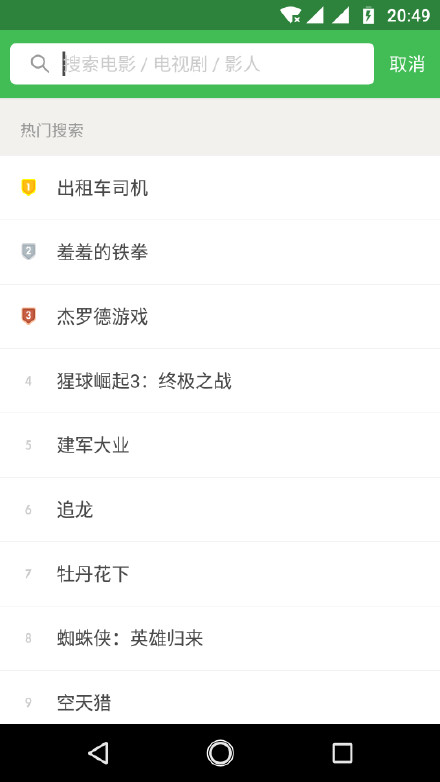 20:49
搜索电影 / 电视剧 / 影人
取消
热门搜索
1 出租车司机
2 羞羞的铁拳
3 杰罗德游戏
4 猩球崛起3：终极之战
5 建军大业
6 追龙
7 牡丹花下
8 蜘蛛侠：英雄归来
9 空天猎